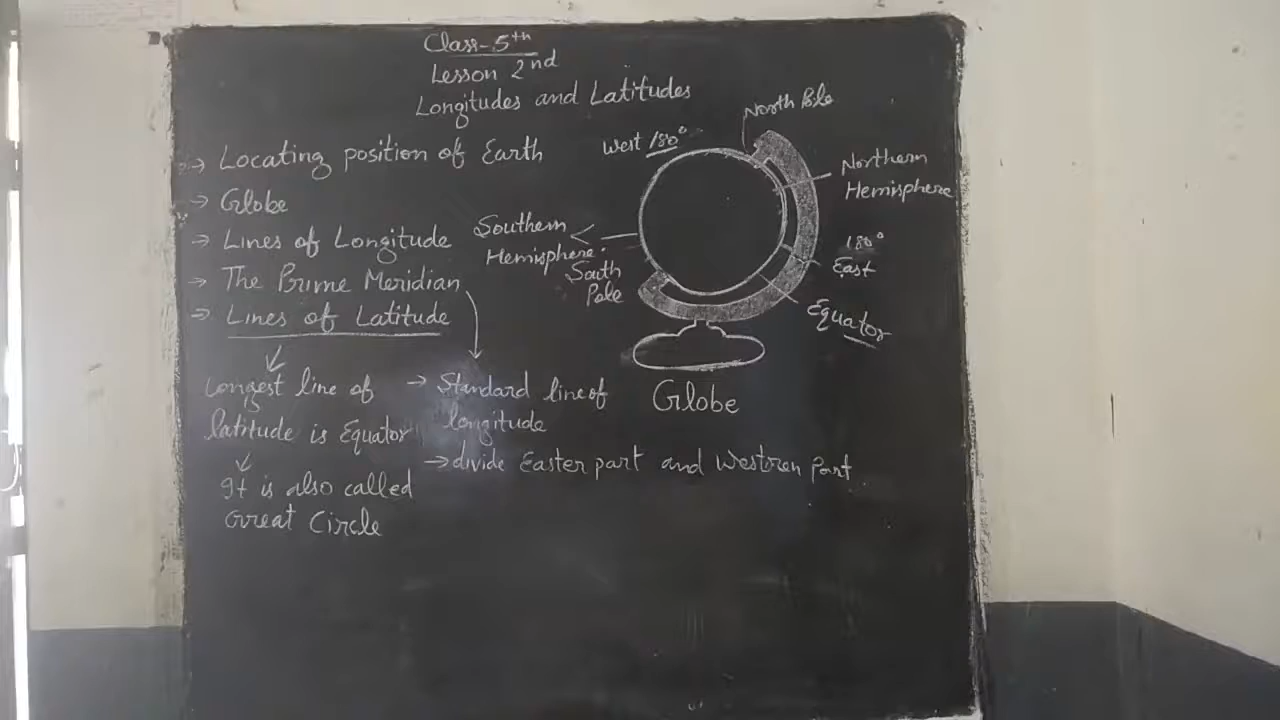 Class-5th
Lesson 2nd
Longitudes and Latitudes
→ Locating position of Earth
→ Globe
→ Lines of Longitude
→ The Prime Meridian
→ Lines of Latitude
Longest line of
latitude is Equator
It is also called
Great Circle
→ Standard line of
longitude
→ divide Easter part and Westren Part
North Pole
West 180°
Northern
Hemisphere
Southern
Hemisphere.
South
Pole
180°
East
Equator
Globe